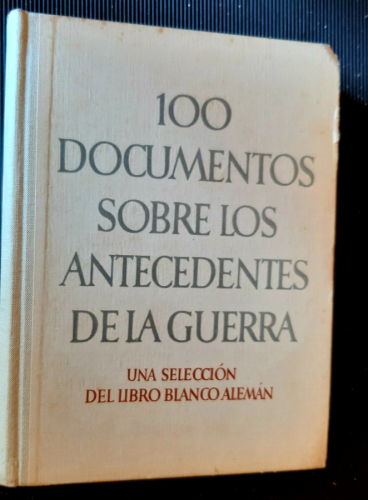 100
DOCUMENTOS
SOBRE LOS
ANTECEDENTES
DE LA GUERRA
UNA SELECCIÓN
DEL LIBRO BLANCO ALEMÁN